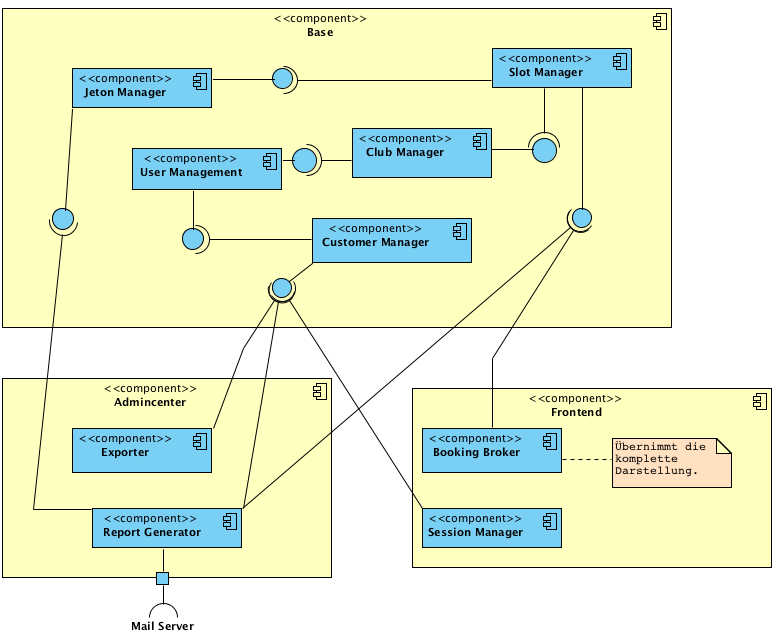 <<component>>
Base
<<component>>
Jeton Manager
<<component>>
Slot Manager
<<component>>
User Management
<<component>>
Club Manager
<<component>>
Customer Manager
<<component>>
Admincenter
<<component>>
Exporter
<<component>>
Report Generator
Mail Server
<<component>>
Frontend
<<component>>
Booking Broker
Übernimmt die
komplette
Darstellung.
<<component>>
Session Manager